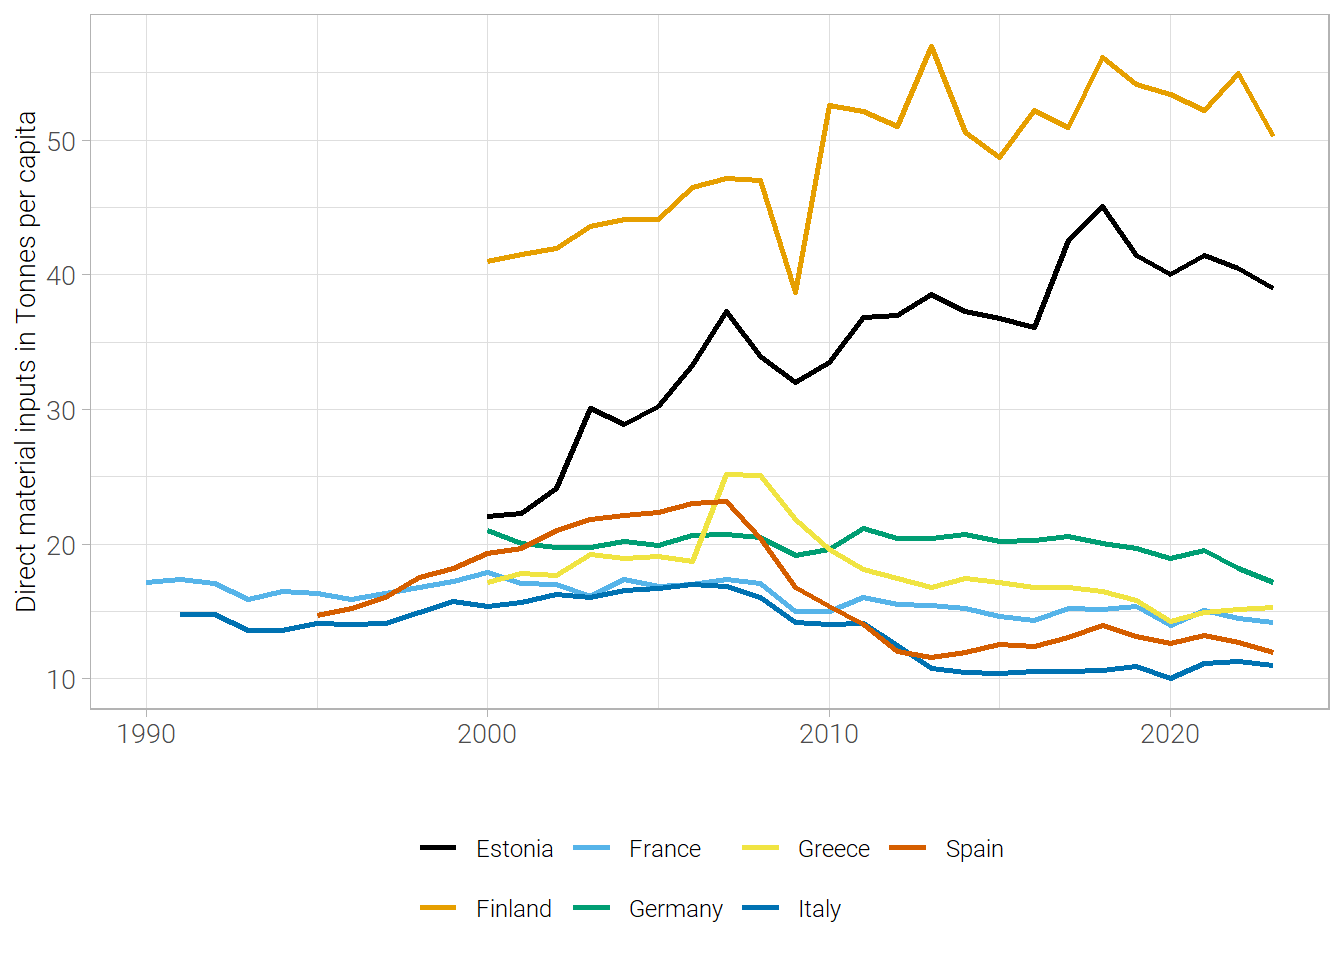 Direct material inputs in Tonnes per capita
50
40
30
20
10
1990 2000 2010 2020
Estonia France Greece Spain
Finland Germany Italy